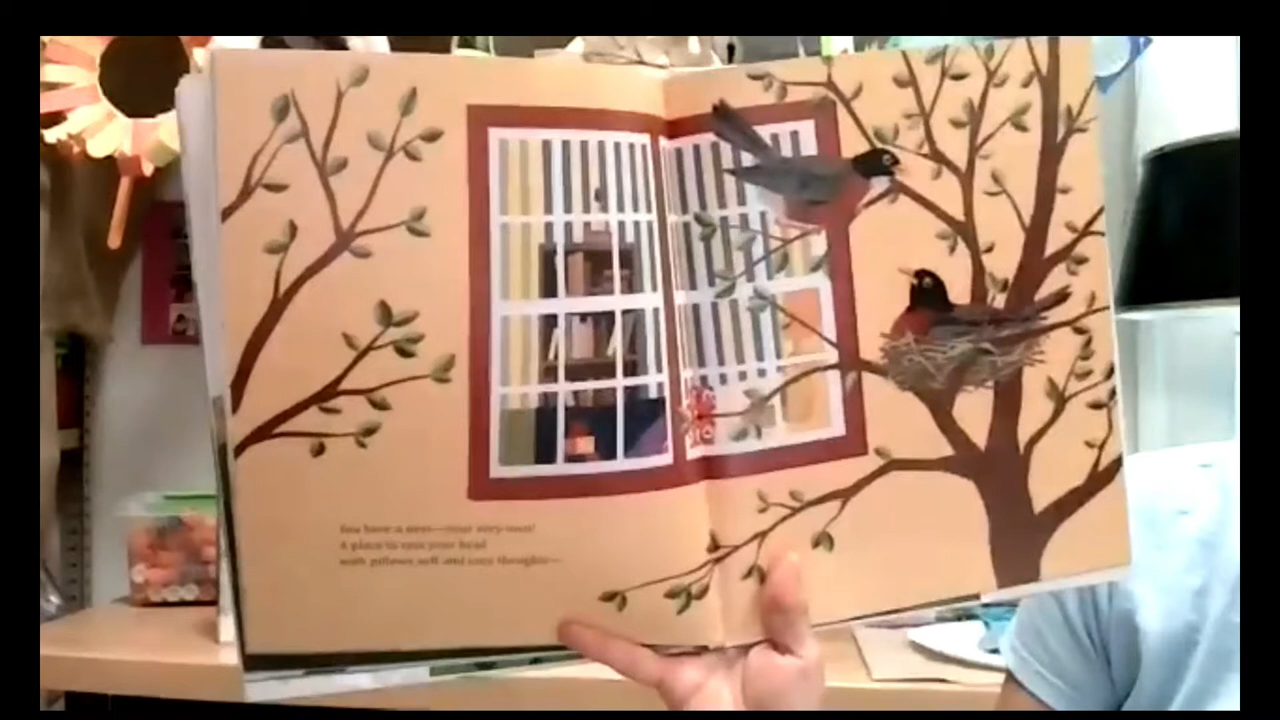 You have a nest—your very own!
A place to rest your head
with pillows soft and cozy thoughts—